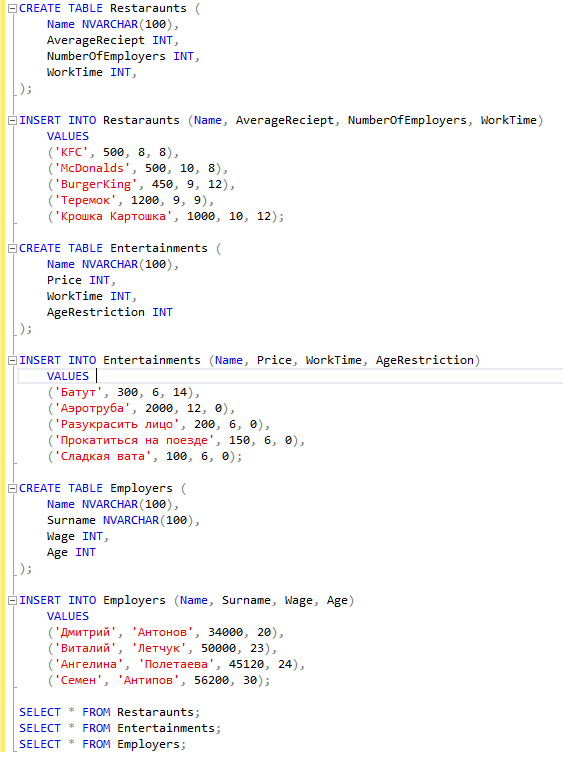 CREATE TABLE Restaraunts (
Name NVARCHAR(100),
AverageReciept INT,
NumberOfEmployers INT,
WorkTime INT,
);
INSERT INTO Restaraunts (Name, AverageReciept, NumberOfEmployers, WorkTime)
VALUES
('KFC', 500, 8, 8),
('McDonalds', 500, 10, 8),
('BurgerKing', 450, 9, 12),
('Теремок', 1200, 9, 9),
('Крошка Картошка', 1000, 10, 12);
CREATE TABLE Entertainments (
Name NVARCHAR(100),
Price INT,
WorkTime INT,
AgeRestriction INT
);
INSERT INTO Entertainments (Name, Price, WorkTime, AgeRestriction)
VALUES
('Батут', 300, 6, 14),
('Аэротруба', 2000, 12, 0),
('Разукрасить лицо', 200, 6, 0),
('Прокатиться на поезде', 150, 6, 0),
('Сладкая вата', 100, 6, 0);
CREATE TABLE Employers (
Name NVARCHAR(100),
Surname NVARCHAR(100),
Wage INT,
Age INT
);
INSERT INTO Employers (Name, Surname, Wage, Age)
VALUES
('Дмитрий', 'Антонов', 34000, 20),
('Виталий', 'Летчук', 50000, 23),
('Ангелина', 'Полетаева', 45120, 24),
('Семен', 'Антипов', 56200, 30);
SELECT * FROM Restaraunts;
SELECT * FROM Entertainments;
SELECT * FROM Employers;